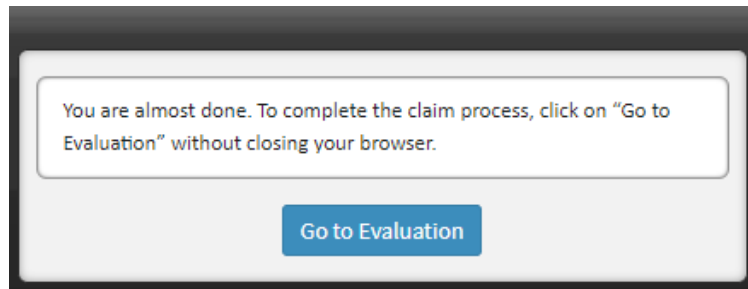 You are almost done. To complete the claim process, click on “Go to
Evaluation” without closing your browser.
Go to Evaluation